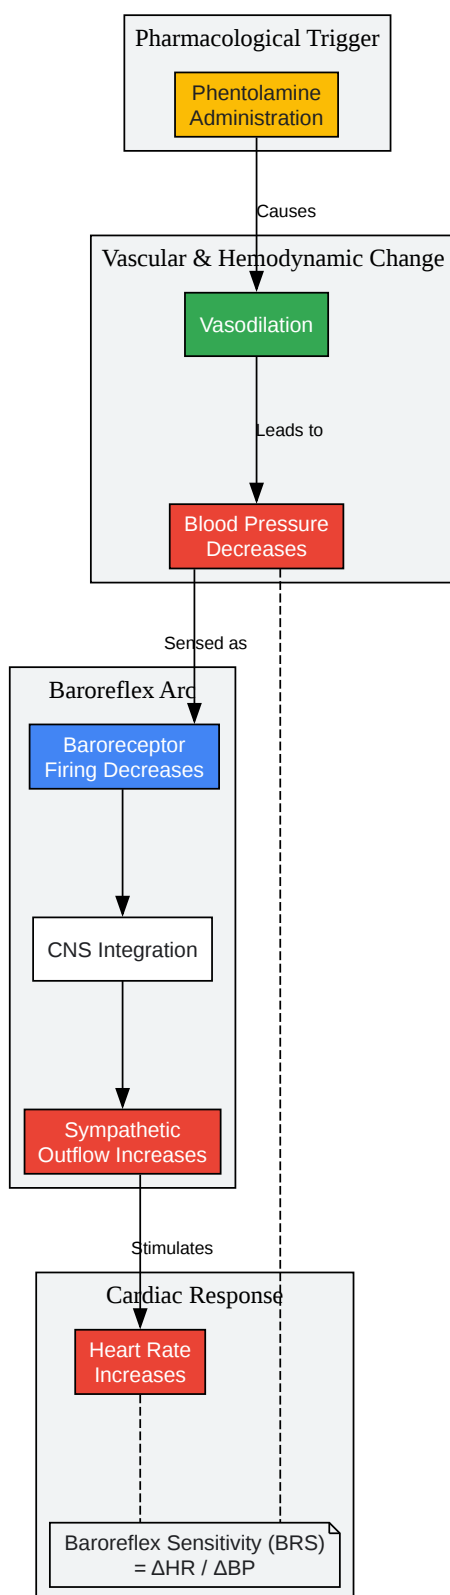 Pharmacological Trigger
Phentolamine
Administration
Causes
Vascular & Hemodynamic Change
Vasodilation
Leads to
Blood Pressure
Decreases
Sensed as
Baroreflex Arc
Baroreceptor
Firing Decreases
CNS Integration
Sympathetic
Outflow Increases
Stimulates
Cardiac Response
Heart Rate
Increases
Baroreflex Sensitivity (BRS)
= ΔHR / ΔBP